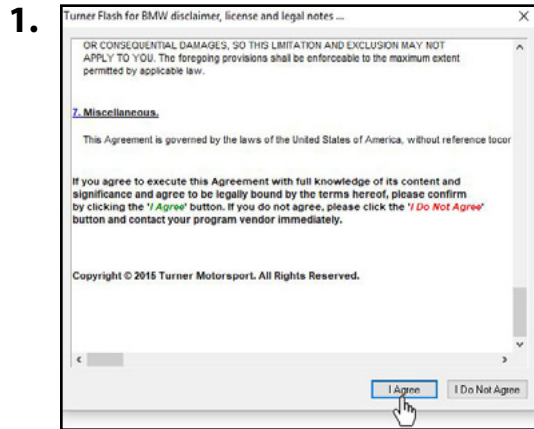 1.
Turner Flash for BMW disclaimer, license and legal notes ...
OR CONSEQUENTIAL DAMAGES, SO THIS LIMITATION AND EXCLUSION MAY NOT
APPLY TO YOU. The foregoing provisions shall be enforceable to the maximum extent
permitted by applicable law.
7. Miscellaneous.
This Agreement is governed by the laws of the United States of America, without reference tocor
If you agree to execute this Agreement with full knowledge of its content and
significance and agree to be legally bound by the terms hereof, please confirm
by clicking the 'I Agree' button. If you do not agree, please click the 'I Do Not Agree'
button and contact your program vendor immediately.
Copyright © 2015 Turner Motorsport. All Rights Reserved.
I Agree
I Do Not Agree